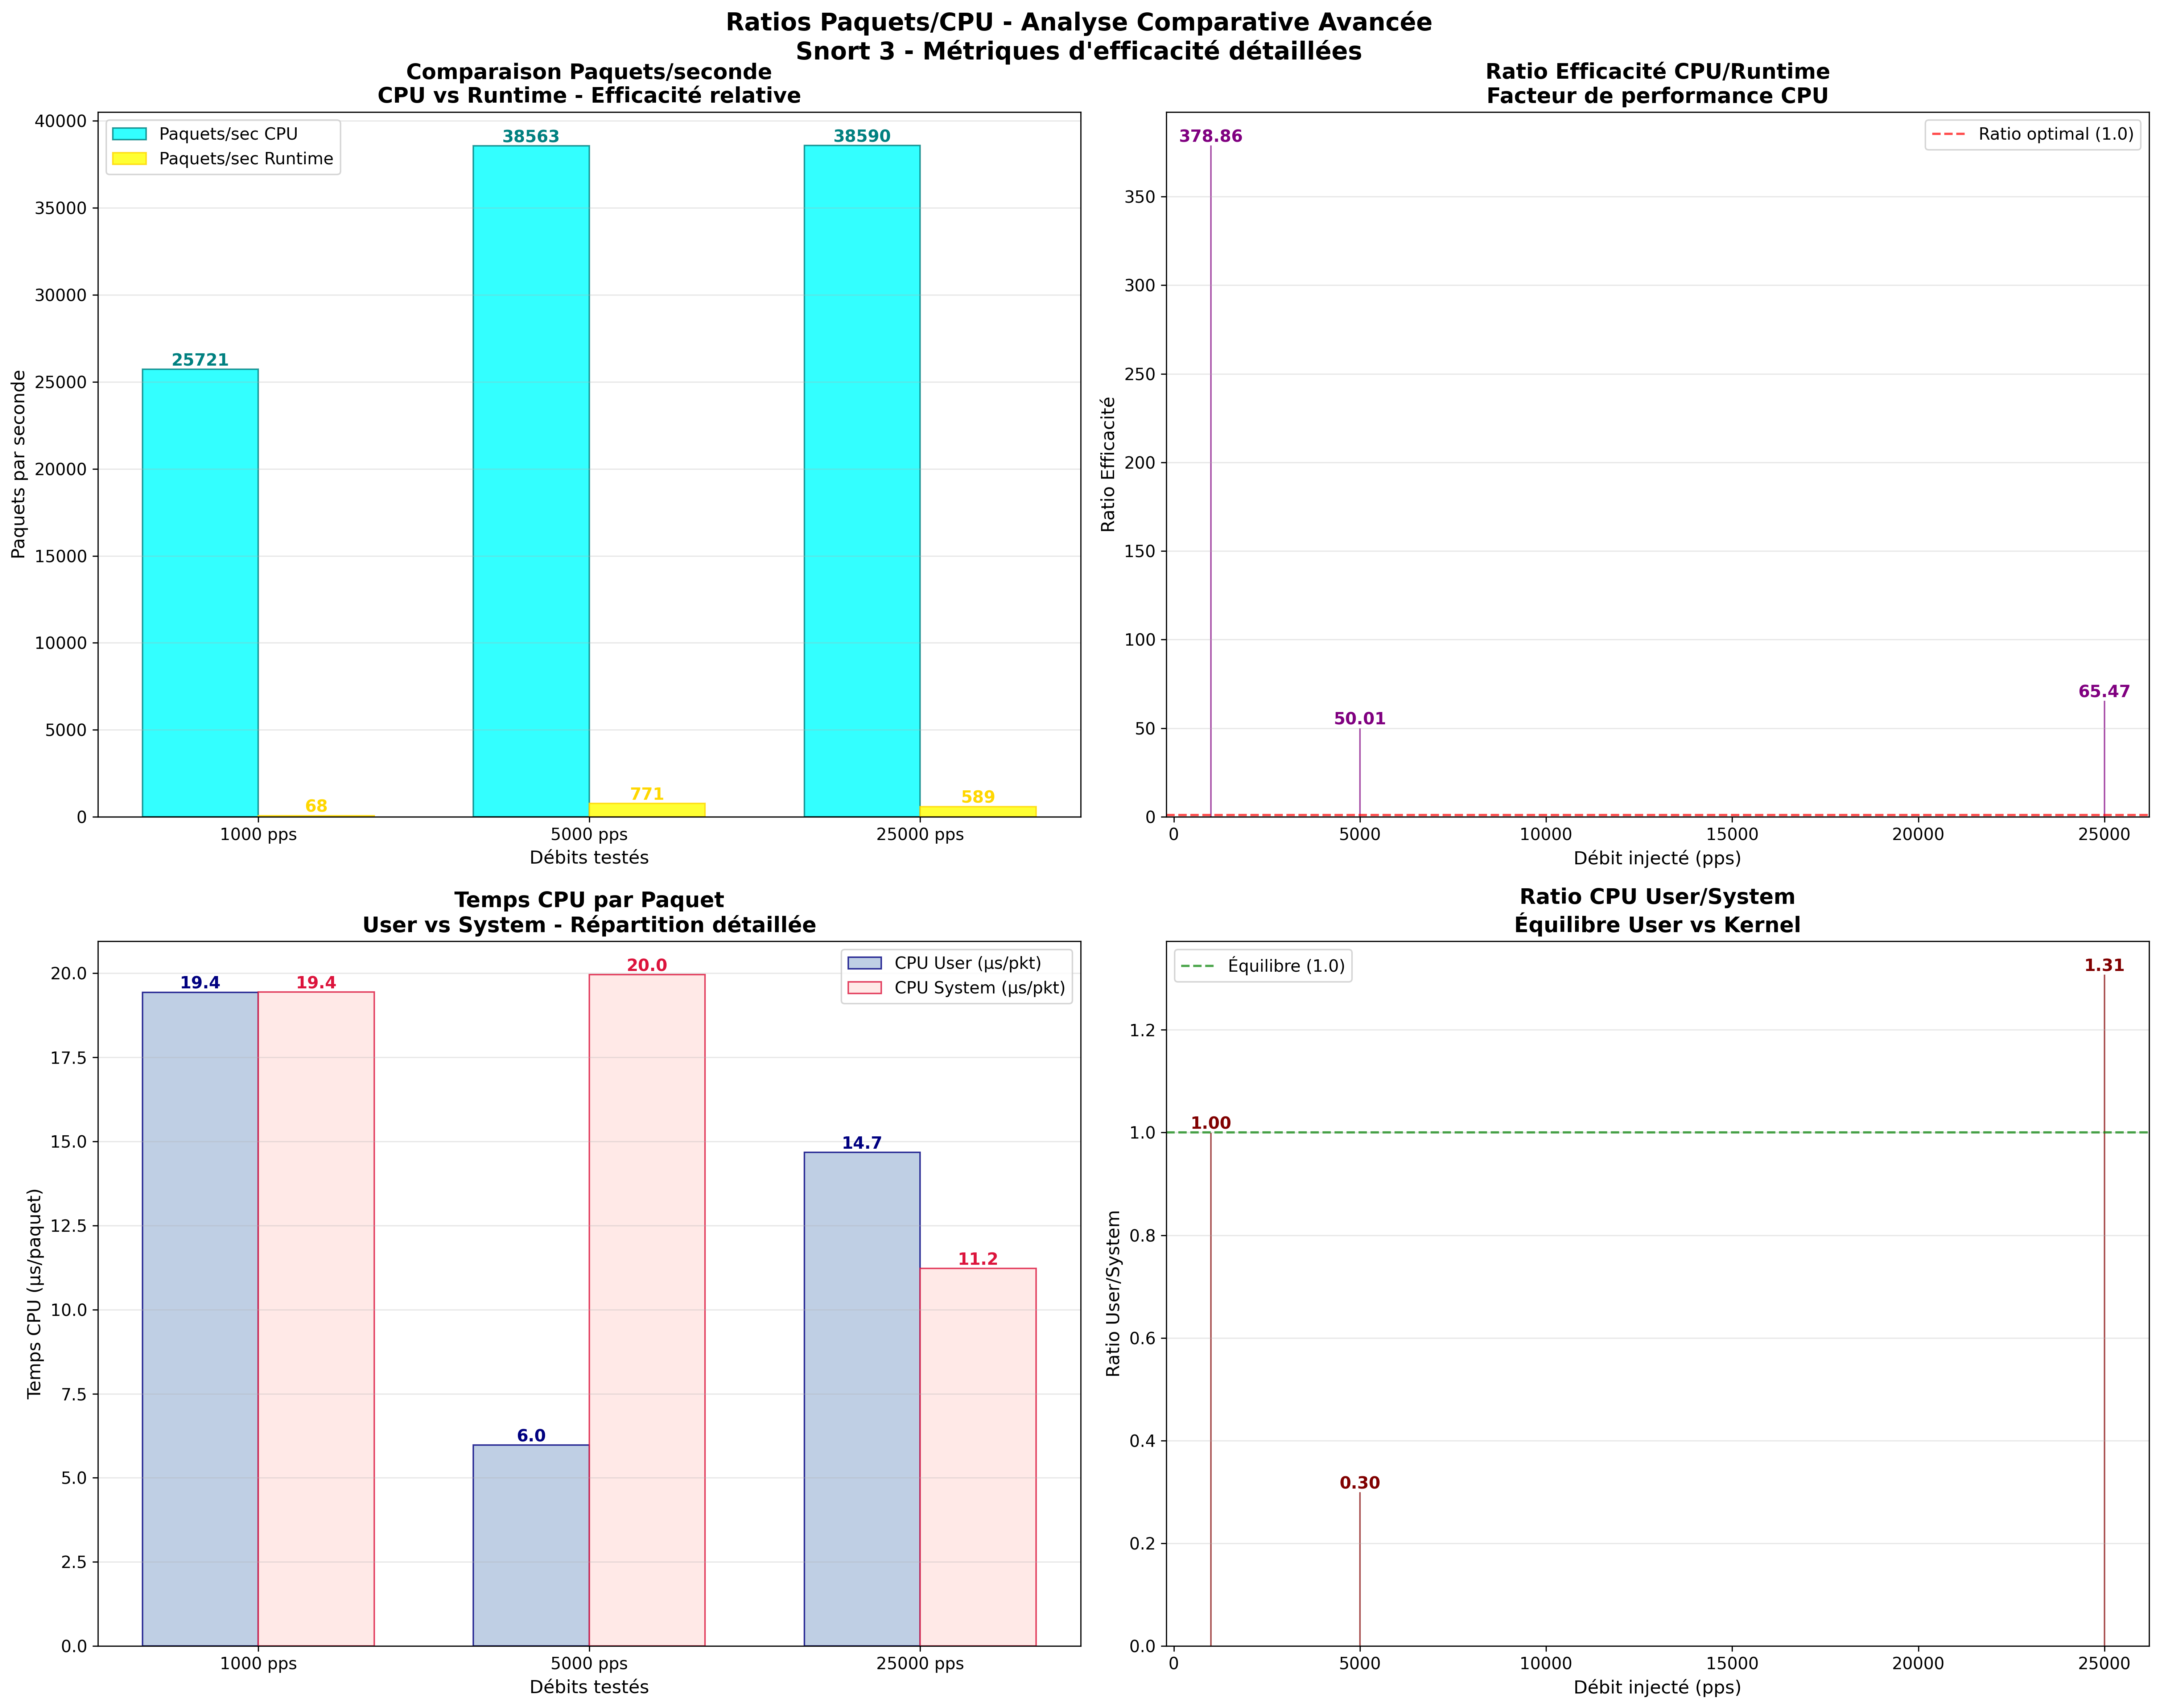 Ratios Paquets/CPU - Analyse Comparative Avancée
Snort 3 - Métriques d'efficacité détaillées
Comparaison Paquets/seconde
CPU vs Runtime - Efficacité relative
Paquets/sec CPU
Paquets/sec Runtime
40000
35000
30000
25000
20000
15000
10000
5000
0
Paquets par seconde
25721
68
38563
771
38590
589
1000 pps
5000 pps
25000 pps
Débits testés
Ratio Efficacité CPU/Runtime
Facteur de performance CPU
Ratio optimal (1.0)
350
300
250
200
150
100
50
0
Ratio Efficacité
378.86
50.01
65.47
0
5000
10000
15000
20000
25000
Débit injecté (pps)
Temps CPU par Paquet
User vs System - Répartition détaillée
CPU User (µs/pkt)
CPU System (µs/pkt)
20.0
17.5
15.0
12.5
10.0
7.5
5.0
2.5
0.0
Temps CPU (µs/paquet)
19.4
19.4
6.0
20.0
14.7
11.2
1000 pps
5000 pps
25000 pps
Débits testés
Ratio CPU User/System
Équilibre User vs Kernel
Équilibre (1.0)
1.2
1.0
0.8
0.6
0.4
0.2
0.0
Ratio User/System
1.00
0.30
1.31
0
5000
10000
15000
20000
25000
Débit injecté (pps)